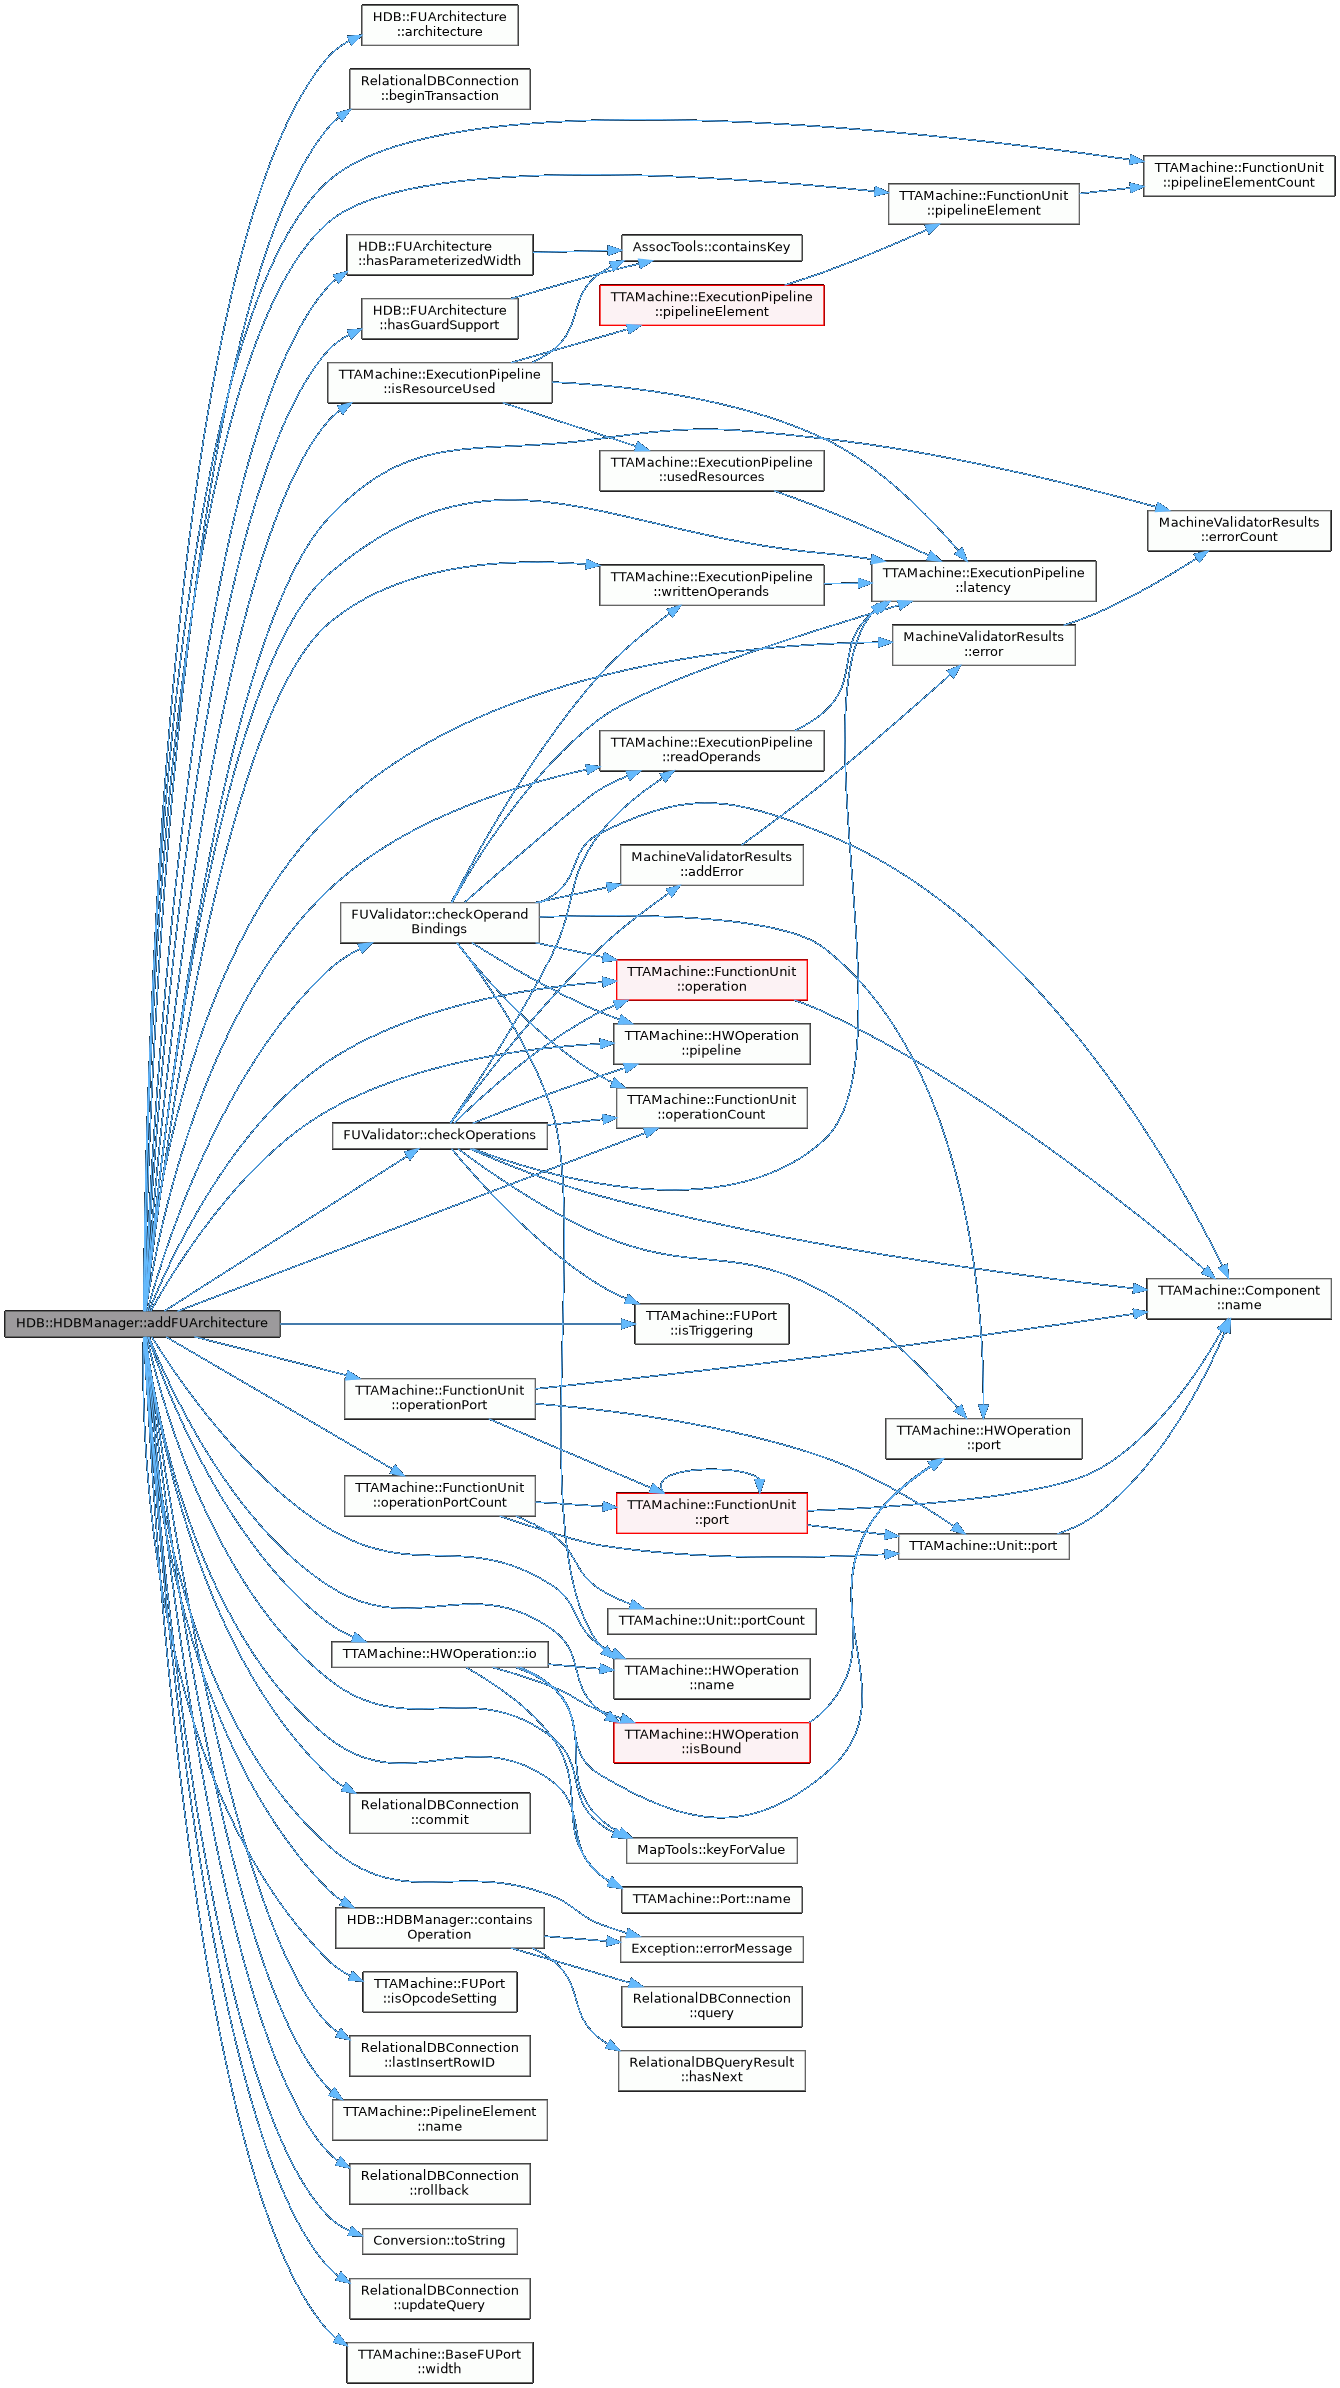 HDB::FUArchitecture
::architecture
RelationalDBConnection
::beginTransaction
TTAMachine::FunctionUnit
::pipelineElementCount
TTAMachine::FunctionUnit
::pipelineElement
HDB::FUArchitecture
::hasParameterizedWidth
AssocTools::containsKey
TTAMachine::ExecutionPipeline
::pipelineElement
HDB::FUArchitecture
::hasGuardSupport
TTAMachine::ExecutionPipeline
::isResourceUsed
TTAMachine::ExecutionPipeline
::usedResources
MachineValidatorResults
::errorCount
TTAMachine::ExecutionPipeline
::writtenOperands
TTAMachine::ExecutionPipeline
::latency
MachineValidatorResults
::error
TTAMachine::ExecutionPipeline
::readOperands
MachineValidatorResults
::addError
FUValidator::checkOperand
Bindings
TTAMachine::FunctionUnit
::operation
TTAMachine::HWOperation
::pipeline
TTAMachine::FunctionUnit
::operationCount
FUValidator::checkOperations
TTAMachine::Component
::name
HDB::HDBManager::addFUArchitecture
TTAMachine::FUPort
::isTriggering
TTAMachine::FunctionUnit
::operationPort
TTAMachine::HWOperation
::port
TTAMachine::FunctionUnit
::operationPortCount
TTAMachine::FunctionUnit
::port
TTAMachine::Unit::port
TTAMachine::Unit::portCount
TTAMachine::HWOperation::io
TTAMachine::HWOperation
::name
TTAMachine::HWOperation
::isBound
RelationalDBConnection
::commit
MapTools::keyForValue
TTAMachine::Port::name
HDB::HDBManager::contains
Operation
Exception::errorMessage
TTAMachine::FUPort
::isOpcodeSetting
RelationalDBConnection
::query
RelationalDBConnection
::lastInsertRowID
RelationalDBQueryResult
::hasNext
TTAMachine::PipelineElement
::name
RelationalDBConnection
::rollback
Conversion::toString
RelationalDBConnection
::updateQuery
TTAMachine::BaseFUPort
::width